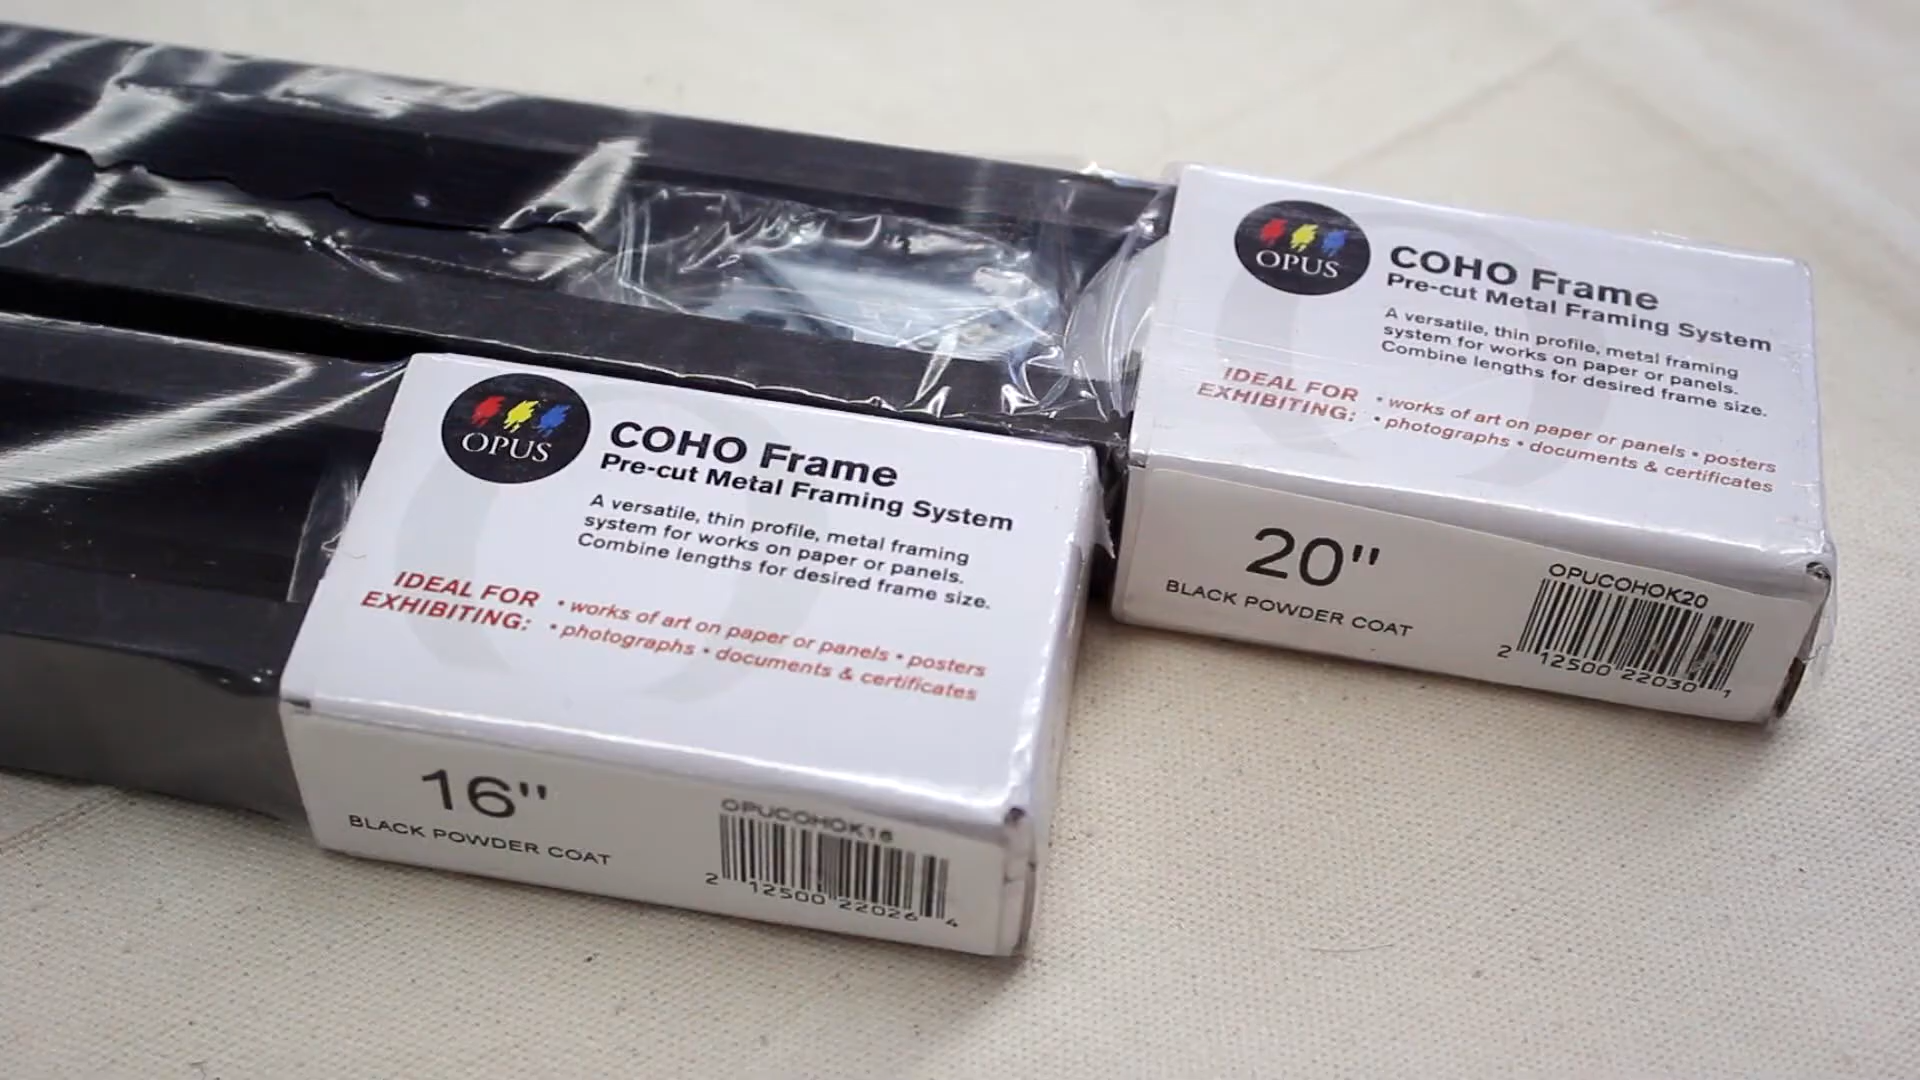 OPUS
COHO Frame
Pre-cut Metal Framing System
A versatile, thin profile, metal framing
system for works on paper or panels.
Combine lengths for desired frame size.
IDEAL FOR
EXHIBITING:
• works of art on paper or panels • posters
• photographs • documents & certificates
16"
BLACK POWDER COAT
OPUCOHOK16
2 12500 22026 4
OPUS
COHO Frame
Pre-cut Metal Framing System
A versatile, thin profile, metal framing
system for works on paper or panels.
Combine lengths for desired frame size.
IDEAL FOR
EXHIBITING:
• works of art on paper or panels • posters
• photographs • documents & certificates
20"
BLACK POWDER COAT
OPUCOHOK20
2 12500 22030 1